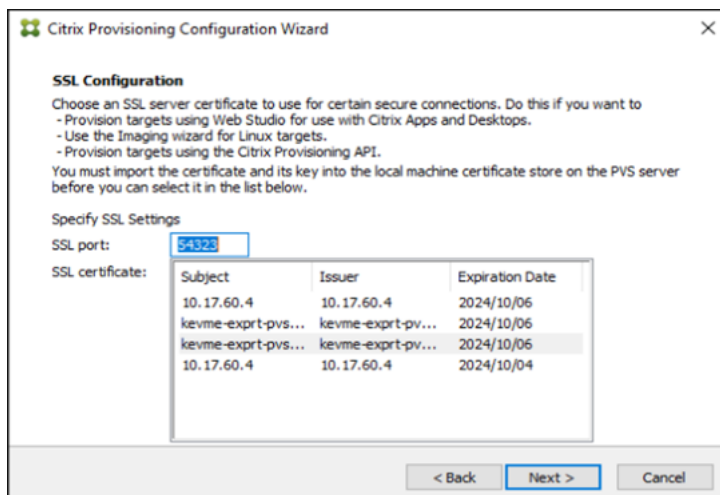 Citrix Provisioning Configuration Wizard
SSL Configuration
Choose an SSL server certificate to use for certain secure connections. Do this if you want to
- Provision targets using Web Studio for use with Citrix Apps and Desktops.
- Use the Imaging wizard for Linux targets.
- Provision targets using the Citrix Provisioning API.
You must import the certificate and its key into the local machine certificate store on the PVS server
before you can select it in the list below.
Specify SSL Settings
SSL port: 54323
SSL certificate:
Subject Issuer Expiration Date
10.17.60.4 10.17.60.4 2024/10/06
kevme-exprt-pvs... kevme-exprt-pv... 2024/10/06
kevme-exprt-pvs... kevme-exprt-pv... 2024/10/06
10.17.60.4 10.17.60.4 2024/10/04
< Back Next > Cancel